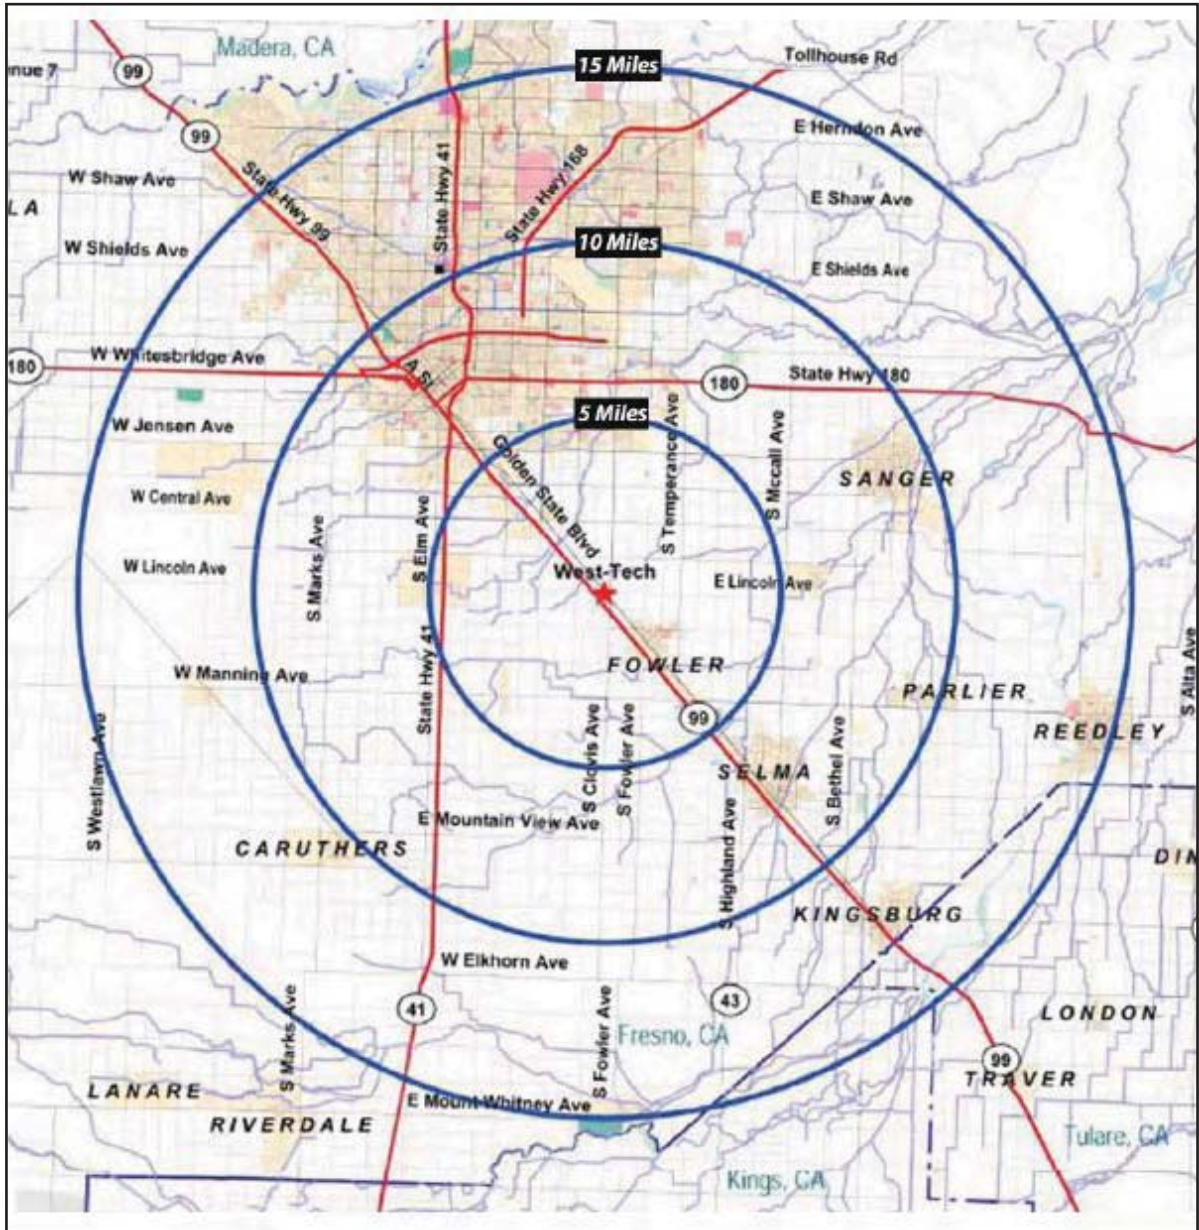 Madera, CA
15 Miles
Tollhouse Rd
nue 7
99
99
E Herndon Ave
W Shaw Ave
State Hwy 41
State Hwy 168
State Hwy 99
E Shaw Ave
L A
W Shields Ave
10 Miles
E Shields Ave
180
W Whitesbridge Ave
A St
180
State Hwy 180
5 Miles
W Jensen Ave
Golden State Blvd
S Temperance Ave
S Mccall Ave
SANGER
W Central Ave
S Elm Ave
S Marks Ave
W Lincoln Ave
West-Tech
E Lincoln Ave
FOWLER
W Manning Ave
State Hwy 41
PARLIER
S Alta Ave
99
REEDLEY
S Westlawn Ave
S Clovis Ave
S Fowler Ave
SELMA
S Bethel Ave
E Mountain View Ave
CARUTHERS
S Highland Ave
DIN
KINGSBURG
W Elkhorn Ave
41
43
S Marks Ave
S Fowler Ave
Fresno, CA
LONDON
99
TRAVER
LANARE
E Mount Whitney Ave
RIVERDALE
Tulare, CA
Kings, CA